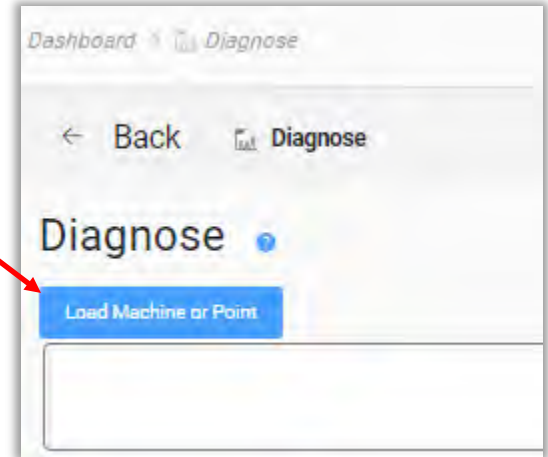 Dashboard > Diagnose
← Back Diagnose
Diagnose ?
Load Machine or Point